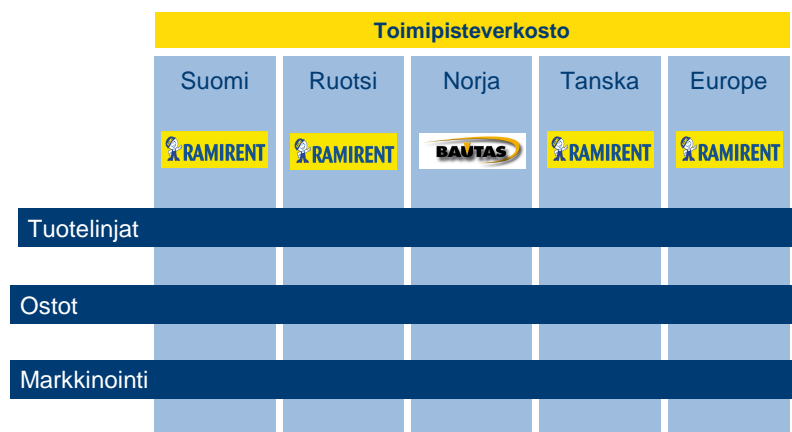 Toimipisteverkosto
Suomi Ruotsi Norja Tanska Europe
RAMIRENT RAMIRENT BAUTAS RAMIRENT RAMIRENT
Tuotelinjat
Ostot
Markkinointi